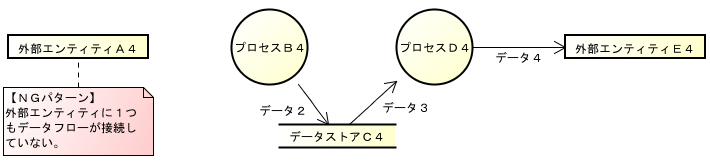 外部エンティティA4
プロセスB4
プロセスD4
データ4
外部エンティティE4
【NGパターン】
外部エンティティに1つ
もデータフローが接続し
ていない。
データ2
データ3
データストアC4